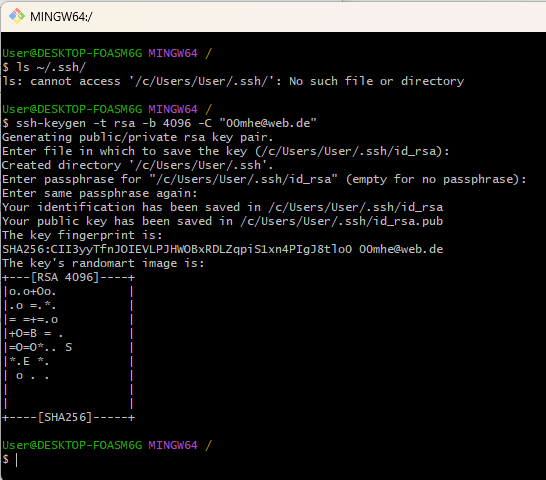 MINGW64:/
User@DESKTOP-FOASM6G MINGW64 /
$ ls ~/.ssh/
ls: cannot access '/c/Users/User/.ssh/': No such file or directory
User@DESKTOP-FOASM6G MINGW64 /
$ ssh-keygen -t rsa -b 4096 -C "OOmhe@web.de"
Generating public/private rsa key pair.
Enter file in which to save the key (/c/Users/User/.ssh/id_rsa):
Created directory '/c/Users/User/.ssh'.
Enter passphrase for "/c/Users/User/.ssh/id_rsa" (empty for no passphrase):
Enter same passphrase again:
Your identification has been saved in /c/Users/User/.ssh/id_rsa
Your public key has been saved in /c/Users/User/.ssh/id_rsa.pub
The key fingerprint is:
SHA256:CII3yyTfnJOIEVLPJHWOBxRDLZqpiS1xn4PIgJ8tloO OOmhe@web.de
The key's randomart image is:
+---[RSA 4096]----+
|o.o+Oo.          |
|.o =.*.          |
|= =+=.o          |
|+O=B = .         |
|=O=O*.. S        |
|*.E *.           |
| o . .           |
|                 |
|                 |
+----[SHA256]-----+
User@DESKTOP-FOASM6G MINGW64 /
$